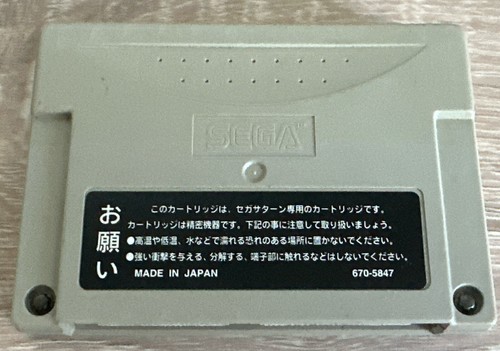 SEGA™
お願い
このカートリッジは、セガサターン専用のカートリッジです。
カートリッジは精密機器です。下記の事に注意して取り扱いましょう。
●高温や低温、水などで濡れる恐れのある場所に置かないでください。
●強い衝撃を与える、分解する、端子部に触れるなどはしないでください。
MADE IN JAPAN 670-5847